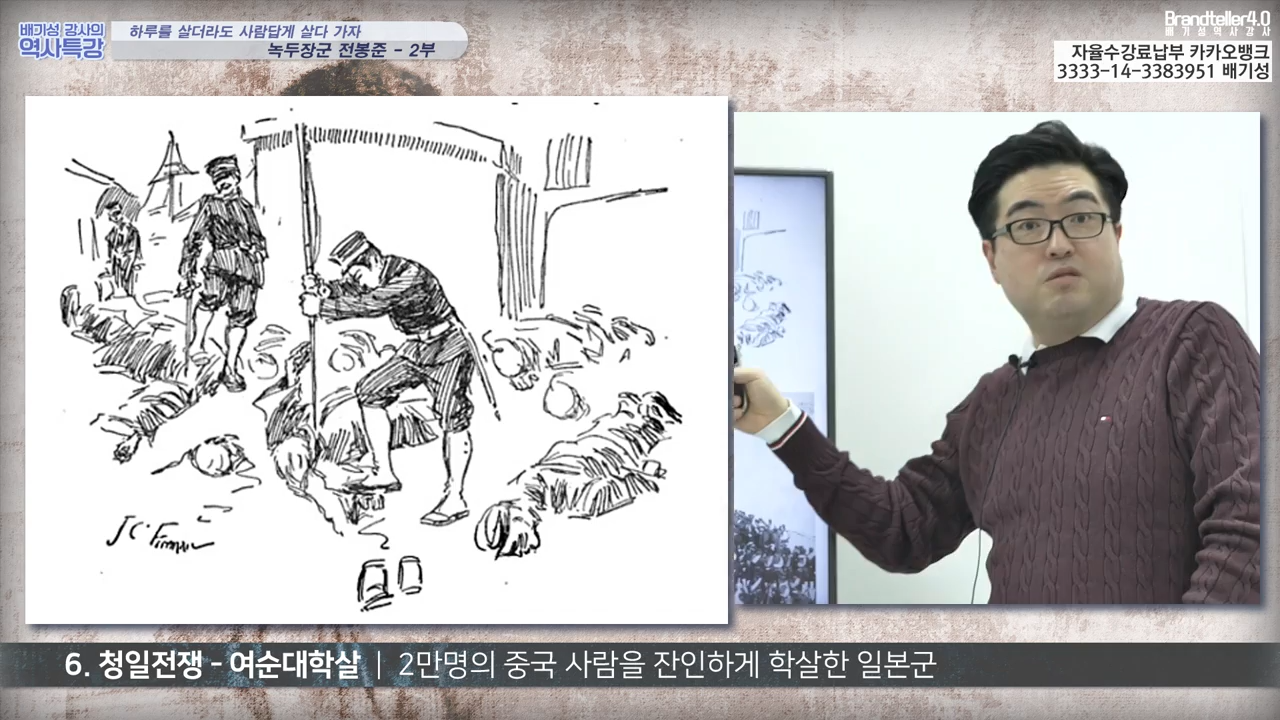 배기성 강사의
역사특강
하루를 살더라도 사람답게 살다 가자
녹두장군 전봉준 - 2부
Brandteller4.0
배기성역사강사
자율수강료납부 카카오뱅크
3333-14-3383951 배기성
6. 청일전쟁 - 여순대학살 | 2만명의 중국 사람을 잔인하게 학살한 일본군